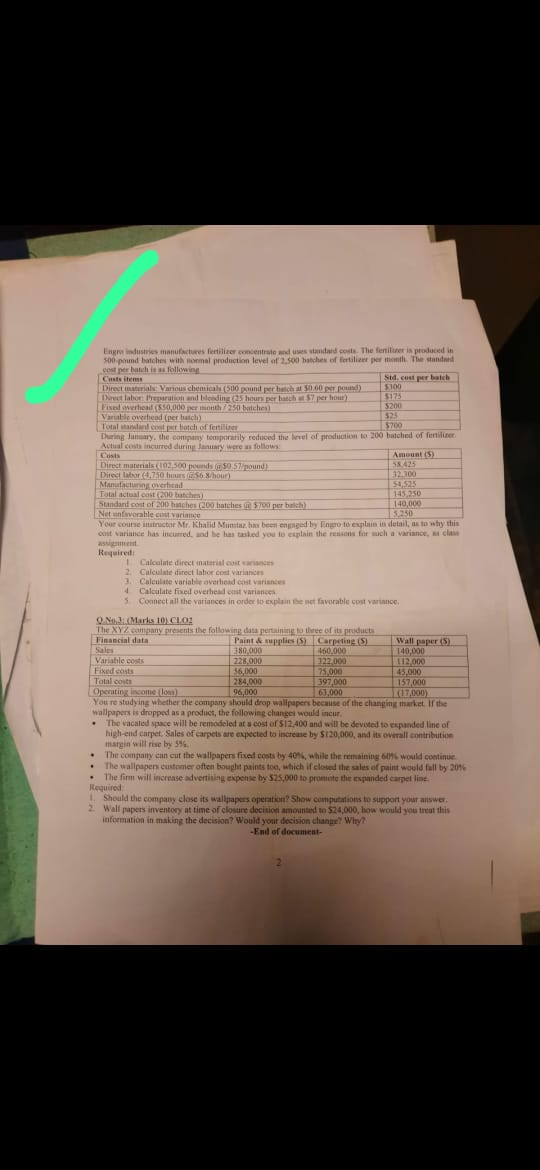 Engro industries manufactures fertilizer concentrate and uses standard costs. The fertilizer is produced in
500-pound batches with normal production level of 2,500 batches of fertilizer per month. The standard
cost per batch is as following
Costs items Std. cost per batch
Direct materials: Various chemicals (500 pound per batch at $0.60 per pound) $300
Direct labor: Preparation and blending (25 hours per batch at $7 per hour) $175
Fixed overhead ($50,000 per month / 250 batches) $200
Variable overhead (per batch) $25
Total standard cost per batch of fertilizer $700
During January, the company temporarily reduced the level of production to 200 batched of fertilizer.
Actual costs incurred during January were as follows:
Costs Amount ($)
Direct materials (102,500 pounds @$0.57/pound) 58,425
Direct labor (4,750 hours @$6.8/hour) 32,300
Manufacturing overhead 54,525
Total actual cost (200 batches) 145,250
Standard cost of 200 batches (200 batches @ $700 per batch) 140,000
Net unfavorable cost variance 5,250
Your course instructor Mr. Khalid Mumtaz has been engaged by Engro to explain in detail, as to why this
cost variance has incurred, and he has tasked you to explain the reasons for such a variance, as class
assignment.
Required:
1. Calculate direct material cost variances
2. Calculate direct labor cost variances
3. Calculate variable overhead cost variances
4. Calculate fixed overhead cost variances.
5. Connect all the variances in order to explain the net favorable cost variance.
Q.No.3: (Marks 10) CLO2
The XYZ company presents the following data pertaining to three of its products
Financial data Paint & supplies ($) Carpeting ($) Wall paper ($)
Sales 380,000 460,000 140,000
Variable costs 228,000 322,000 112,000
Fixed costs 56,000 75,000 45,000
Total costs 284,000 397,000 157,000
Operating income (loss) 96,000 63,000 (17,000)
You re studying whether the company should drop wallpapers because of the changing market. If the
wallpapers is dropped as a product, the following changes would incur.
• The vacated space will be remodeled at a cost of $12,400 and will be devoted to expanded line of
high-end carpet. Sales of carpets are expected to increase by $120,000, and its overall contribution
margin will rise by 5%.
• The company can cut the wallpapers fixed costs by 40%, while the remaining 60% would continue.
• The wallpapers customer often bought paints too, which if closed the sales of paint would fall by 20%
• The firm will increase advertising expense by $25,000 to promote the expanded carpet line.
Required:
1. Should the company close its wallpapers operation? Show computations to support your answer.
2. Wall papers inventory at time of closure decision amounted to $24,000, how would you treat this
information in making the decision? Would your decision change? Why?
-End of document-
2